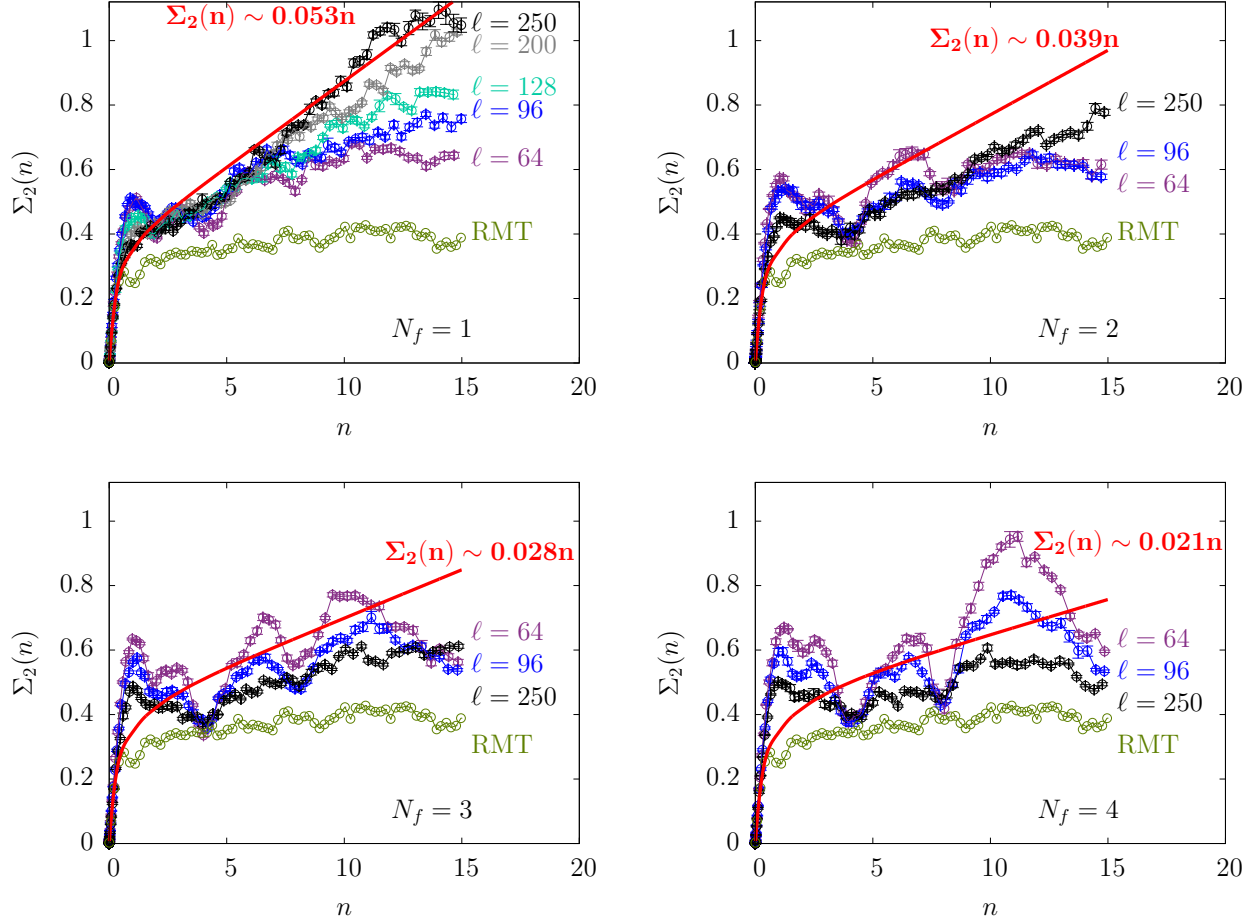 Σ₂(n) ∼ 0.053n
ℓ = 250
ℓ = 200
ℓ = 128
ℓ = 96
ℓ = 64
RMT
N_f = 1
Σ₂(n)
1
0.8
0.6
0.4
0.2
0
0 5 10 15 20
n
Σ₂(n) ∼ 0.039n
ℓ = 250
ℓ = 96
ℓ = 64
RMT
N_f = 2
Σ₂(n)
1
0.8
0.6
0.4
0.2
0
0 5 10 15 20
n
Σ₂(n) ∼ 0.028n
ℓ = 64
ℓ = 96
ℓ = 250
RMT
N_f = 3
Σ₂(n)
1
0.8
0.6
0.4
0.2
0
0 5 10 15 20
n
Σ₂(n) ∼ 0.021n
ℓ = 64
ℓ = 96
ℓ = 250
RMT
N_f = 4
Σ₂(n)
1
0.8
0.6
0.4
0.2
0
0 5 10 15 20
n